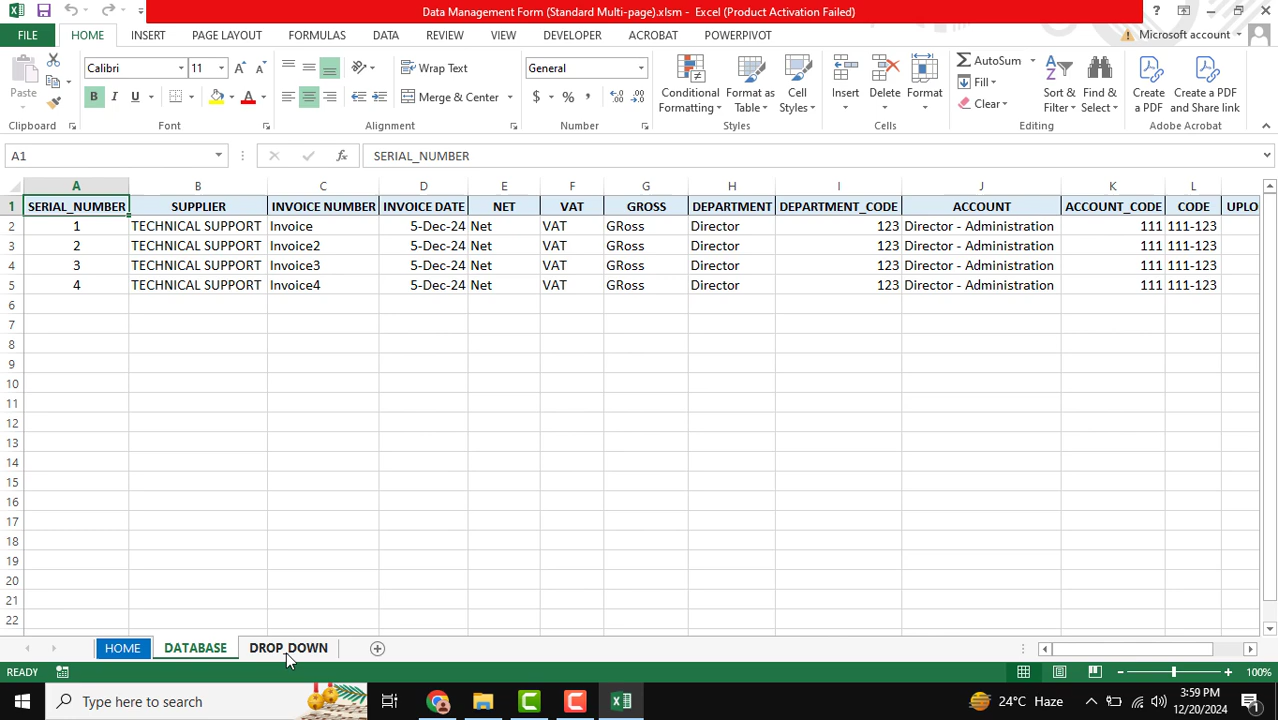 Data Management Form (Standard Multi-page).xlsm - Excel (Product Activation Failed)
FILE HOME INSERT PAGE LAYOUT FORMULAS DATA REVIEW VIEW DEVELOPER ACROBAT POWERPIVOT Microsoft account
Paste Calibri 11 Wrap Text General Conditional Formatting Format as Table Cell Styles Insert Delete Format AutoSum Fill Clear Sort & Filter Find & Select Create a PDF Create a PDF and Share link
B I U A Merge & Center $ % ,
Clipboard Font Alignment Number Styles Cells Editing Adobe Acrobat
A1 fx SERIAL_NUMBER
A B C D E F G H I J K L
1 SERIAL_NUMBER SUPPLIER INVOICE NUMBER INVOICE DATE NET VAT GROSS DEPARTMENT DEPARTMENT_CODE ACCOUNT ACCOUNT_CODE CODE UPLO
2 1 TECHNICAL SUPPORT Invoice 5-Dec-24 Net VAT GRoss Director 123 Director - Administration 111 111-123
3 2 TECHNICAL SUPPORT Invoice2 5-Dec-24 Net VAT GRoss Director 123 Director - Administration 111 111-123
4 3 TECHNICAL SUPPORT Invoice3 5-Dec-24 Net VAT GRoss Director 123 Director - Administration 111 111-123
5 4 TECHNICAL SUPPORT Invoice4 5-Dec-24 Net VAT GRoss Director 123 Director - Administration 111 111-123
6
7
8
9
10
11
12
13
14
15
16
17
18
19
20
21
22
HOME DATABASE DROP_DOWN
READY 100%
Type here to search 24°C Haze 3:59 PM
12/20/2024